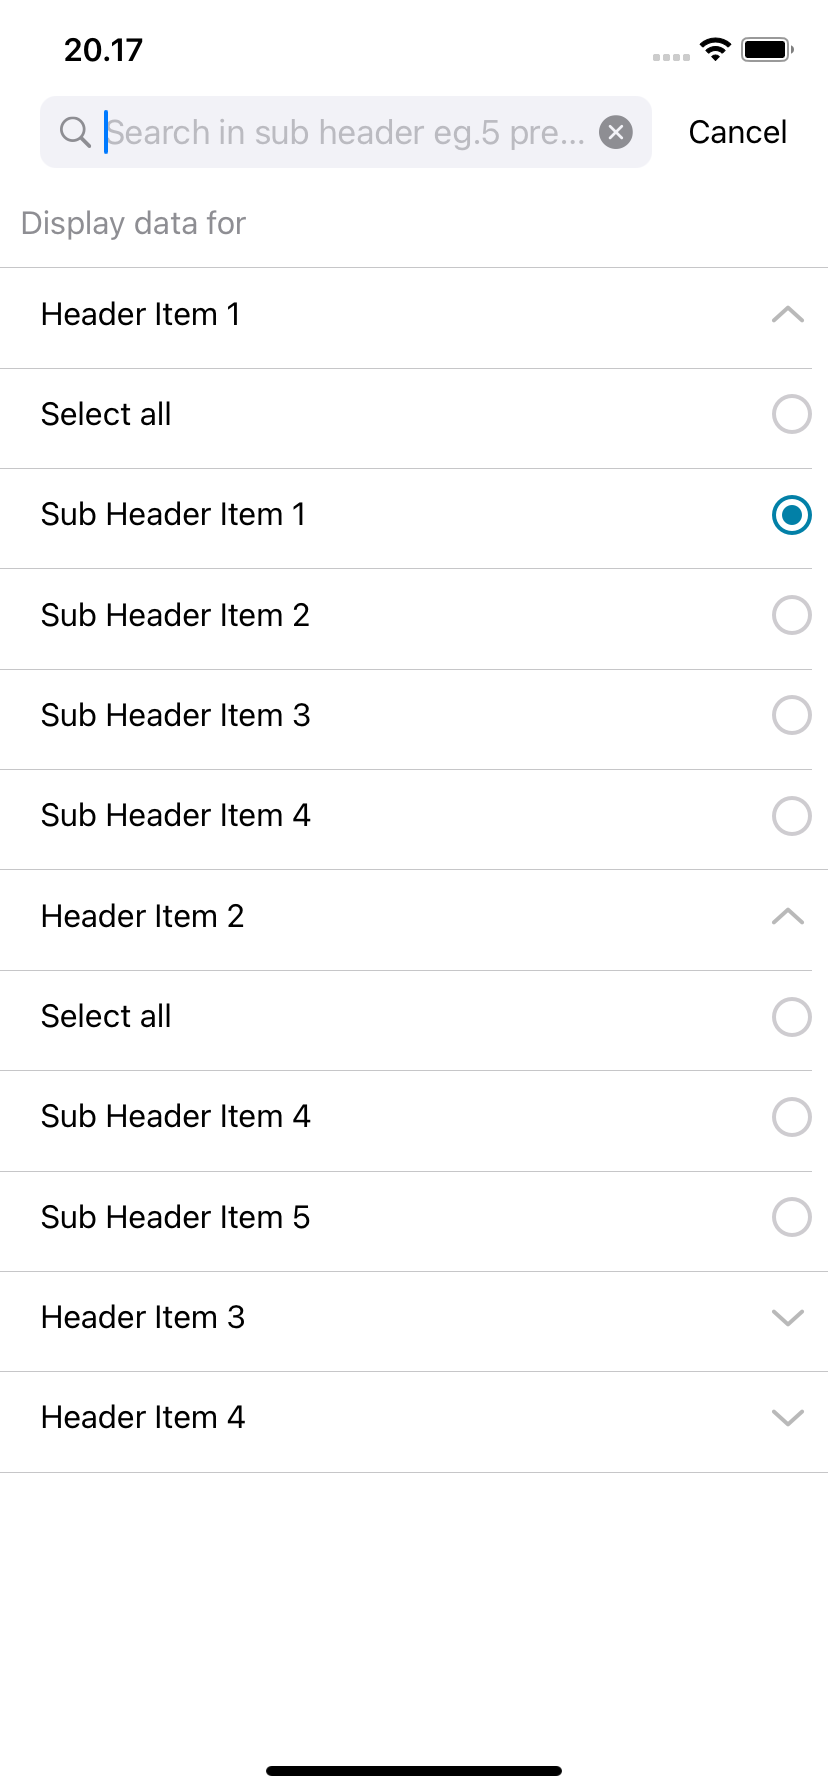 20.17
Search in sub header eg.5 pre...
Cancel
Display data for
Header Item 1
Select all
Sub Header Item 1
Sub Header Item 2
Sub Header Item 3
Sub Header Item 4
Header Item 2
Select all
Sub Header Item 4
Sub Header Item 5
Header Item 3
Header Item 4